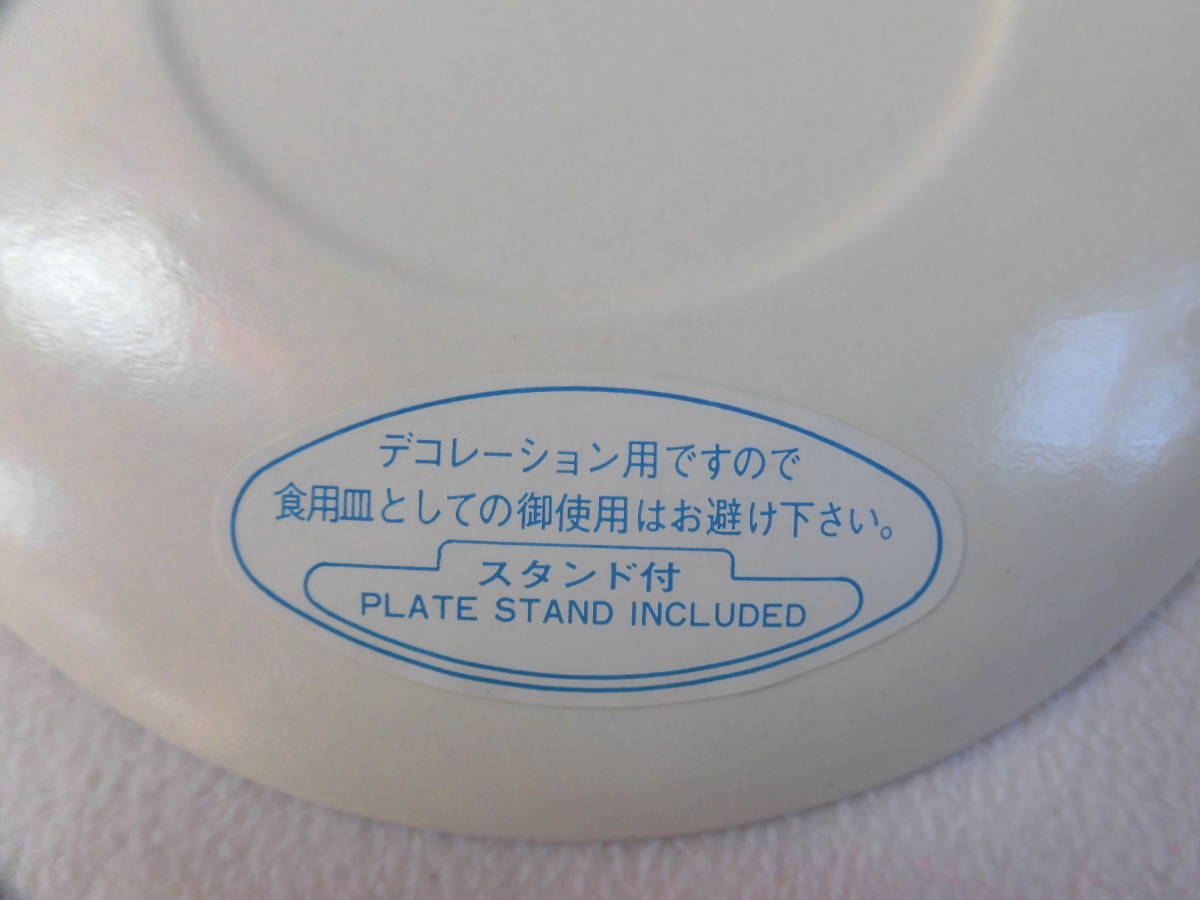 デコレーション用ですので
食用皿としての御使用はお避け下さい。
スタンド付
PLATE STAND INCLUDED